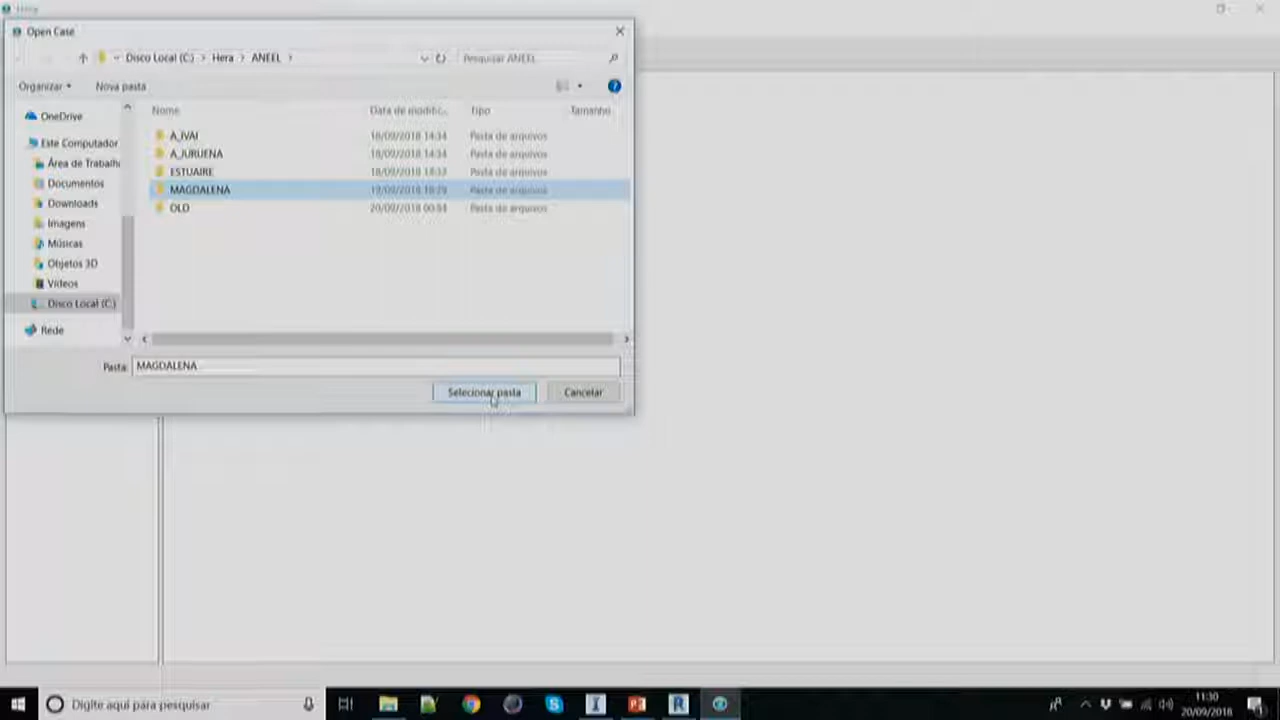 Hera
Open Case
Disco Local (C:) > Hera > ANEEL >
Pesquisar ANEEL
Organizar
Nova pasta
OneDrive
Este Computador
Área de Trabalh
Documentos
Downloads
Imagens
Músicas
Objetos 3D
Vídeos
Disco Local (C:)
Rede
Nome Data de modific... Tipo Tamanho
A_IVAI 18/09/2018 14:34 Pasta de arquivos
A_JURUENA 18/09/2018 14:34 Pasta de arquivos
ESTUAIRE 18/09/2018 18:33 Pasta de arquivos
MAGDALENA Pasta de arquivos
OLD 20/09/2018 Pasta de arquivos
Pasta: MAGDALENA
Selecionar pasta
Cancelar
Digite aqui para pesquisar
11:30
20/09/2018